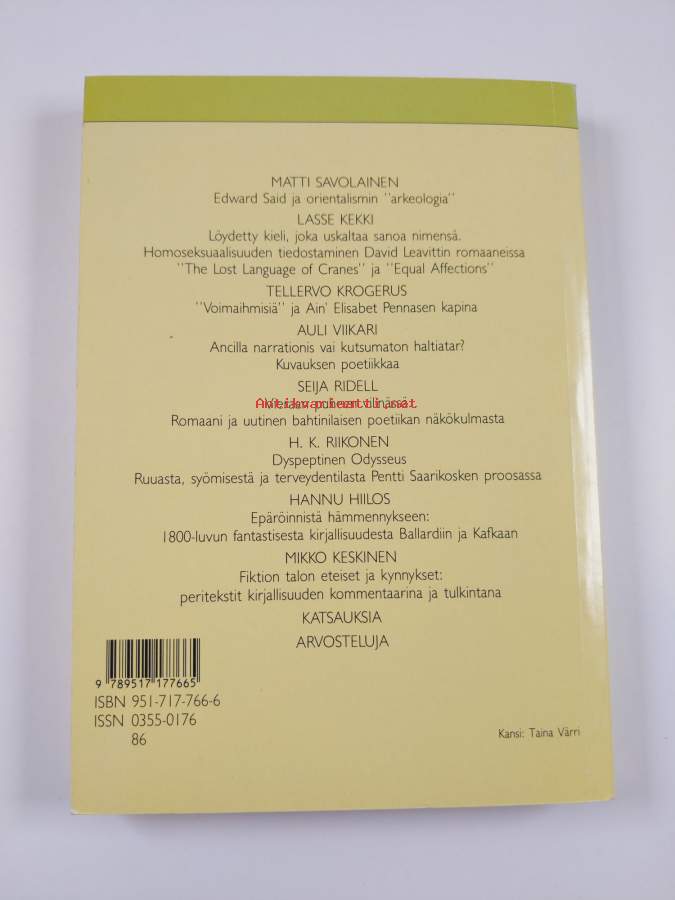 MATTI SAVOLAINEN
Edward Said ja orientalismin "arkeologia"
LASSE KEKKI
Löydetty kieli, joka uskaltaa sanoa nimensä.
Homoseksuaalisuuden tiedostaminen David Leavittin romaaneissa
"The Lost Language of Cranes" ja "Equal Affections"
TELLERVO KROGERUS
"Voimaihmisiä" ja Ain' Elisabet Pennasen kapina
AULI VIIKARI
Ancilla narrationis vai kutsumaton haltiatar?
Kuvauksen poetiikkaa
SEIJA RIDELL
puheen
Romaani ja uutinen bahtinilaisen poetiikan näkökulmasta
H. K. RIIKONEN
Dyspeptinen Odysseus
Ruuasta, syömisestä ja terveydentilasta Pentti Saarikosken proosassa
HANNU HIILOS
Epäröinnistä hämmennykseen:
1800-luvun fantastisesta kirjallisuudesta Ballardiin ja Kafkaan
MIKKO KESKINEN
Fiktion talon eteiset ja kynnykset:
peritekstit kirjallisuuden kommentaarina ja tulkintana
KATSAUKSIA
ARVOSTELUJA
9 789517 177665
ISBN 951-717-766-6
ISSN 0355-0176
86
Kansi: Taina Värri